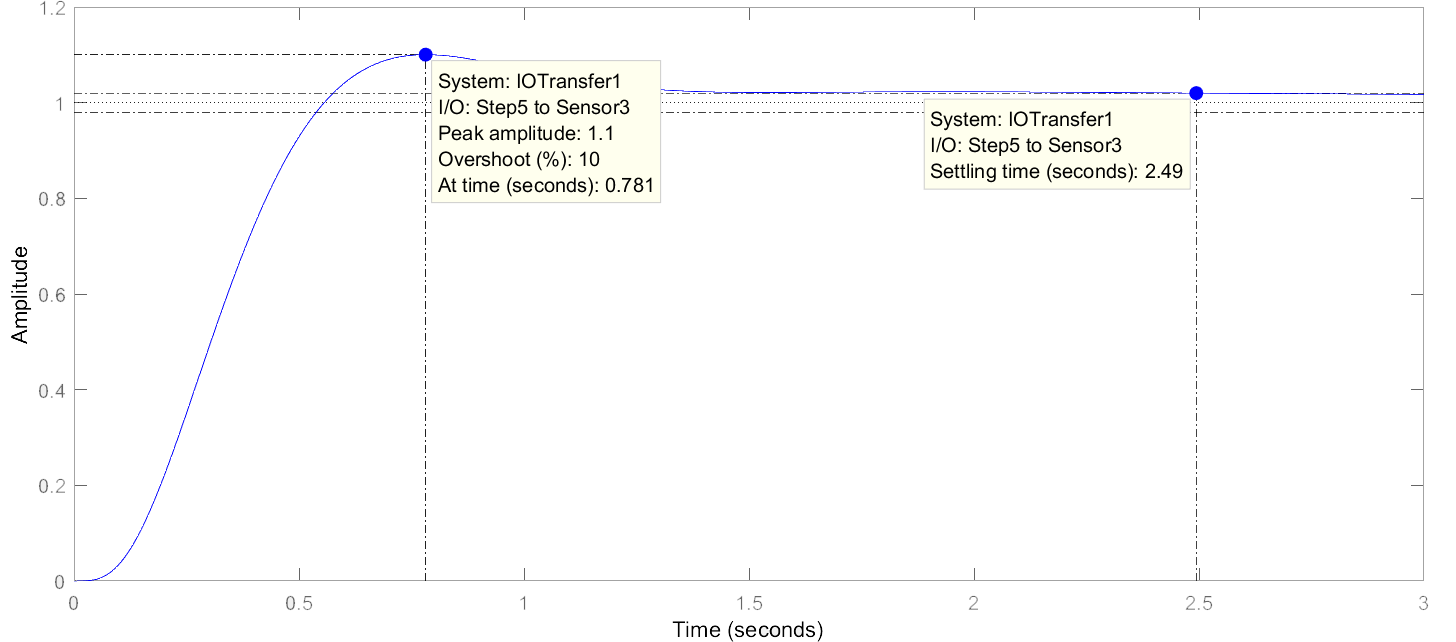 1.2
1
0.8
0.6
0.4
0.2
0
Amplitude
System: IOTransfer1
I/O: Step5 to Sensor3
Peak amplitude: 1.1
Overshoot (%): 10
At time (seconds): 0.781
System: IOTransfer1
I/O: Step5 to Sensor3
Settling time (seconds): 2.49
0 0.5 1 1.5 2 2.5 3
Time (seconds)